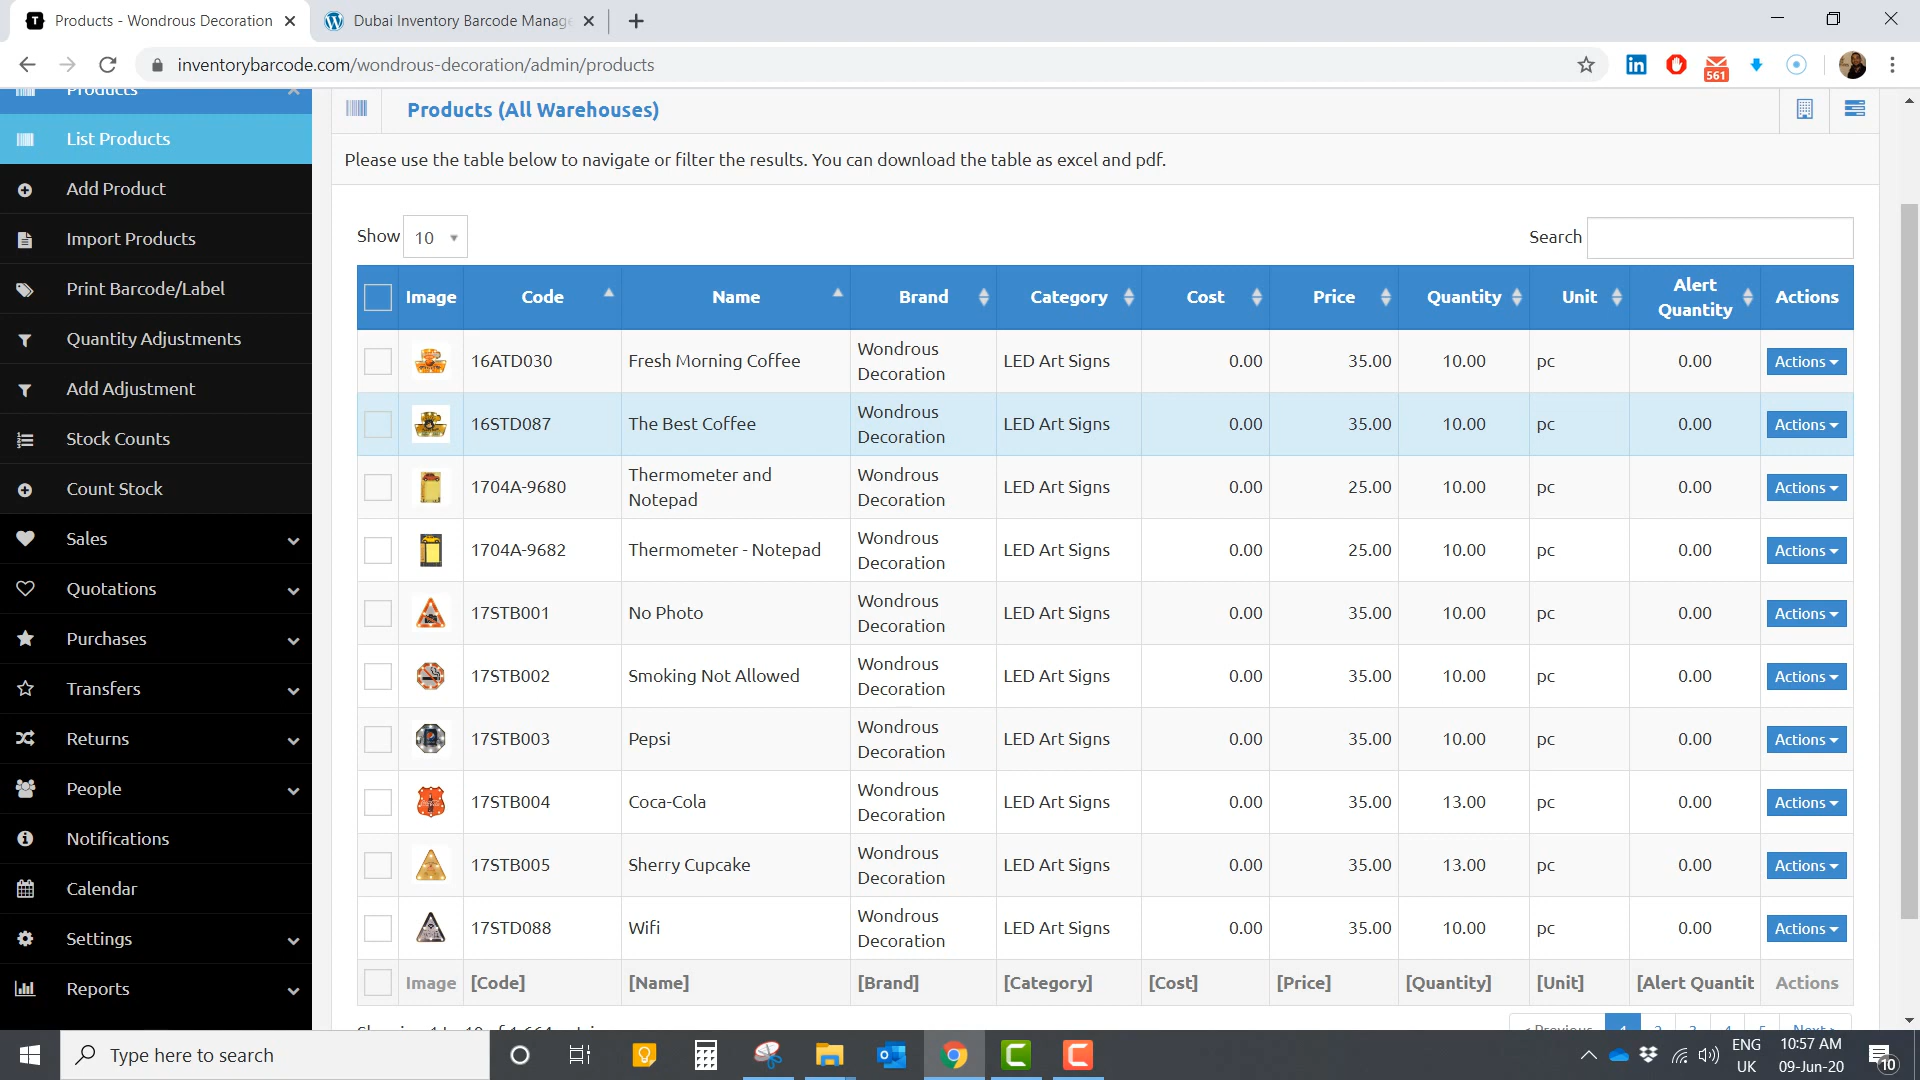 Products - Wondrous Decoration
Dubai Inventory Barcode Manag
inventorybarcode.com/wondrous-decoration/admin/products
561
Products
Products (All Warehouses)
List Products
Please use the table below to navigate or filter the results. You can download the table as excel and pdf.
Add Product
Import Products
Print Barcode/Label
Quantity Adjustments
Add Adjustment
Stock Counts
Count Stock
Sales
Quotations
Purchases
Transfers
Returns
People
Notifications
Calendar
Settings
Reports
Show 10
Search
Image Code Name Brand Category Cost Price Quantity Unit Alert Quantity Actions
16ATD030 Fresh Morning Coffee Wondrous Decoration LED Art Signs 0.00 35.00 10.00 pc 0.00 Actions
16STD087 The Best Coffee Wondrous Decoration LED Art Signs 0.00 35.00 10.00 pc 0.00 Actions
1704A-9680 Thermometer and Notepad Wondrous Decoration LED Art Signs 0.00 25.00 10.00 pc 0.00 Actions
1704A-9682 Thermometer - Notepad Wondrous Decoration LED Art Signs 0.00 25.00 10.00 pc 0.00 Actions
17STB001 No Photo Wondrous Decoration LED Art Signs 0.00 35.00 10.00 pc 0.00 Actions
17STB002 Smoking Not Allowed Wondrous Decoration LED Art Signs 0.00 35.00 10.00 pc 0.00 Actions
17STB003 Pepsi Wondrous Decoration LED Art Signs 0.00 35.00 10.00 pc 0.00 Actions
17STB004 Coca-Cola Wondrous Decoration LED Art Signs 0.00 35.00 13.00 pc 0.00 Actions
17STB005 Sherry Cupcake Wondrous Decoration LED Art Signs 0.00 35.00 13.00 pc 0.00 Actions
17STD088 Wifi Wondrous Decoration LED Art Signs 0.00 35.00 10.00 pc 0.00 Actions
Image [Code] [Name] [Brand] [Category] [Cost] [Price] [Quantity] [Unit] [Alert Quantit Actions
Type here to search
ENG
UK
10:57 AM
09-Jun-20
10